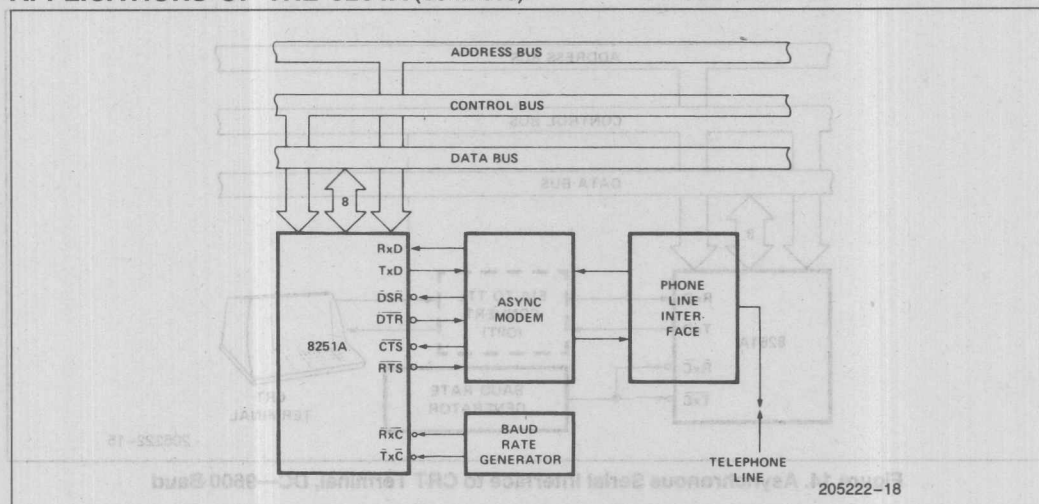 ADDRESS BUS
CONTROL BUS
DATA BUS
8
8251A
RxD
TxD
DSR
DTR
CTS
RTS
RxC
TxC
ASYNC
MODEM
BAUD
RATE
GENERATOR
PHONE
LINE
INTER-
FACE
TELEPHONE
LINE
205222-18